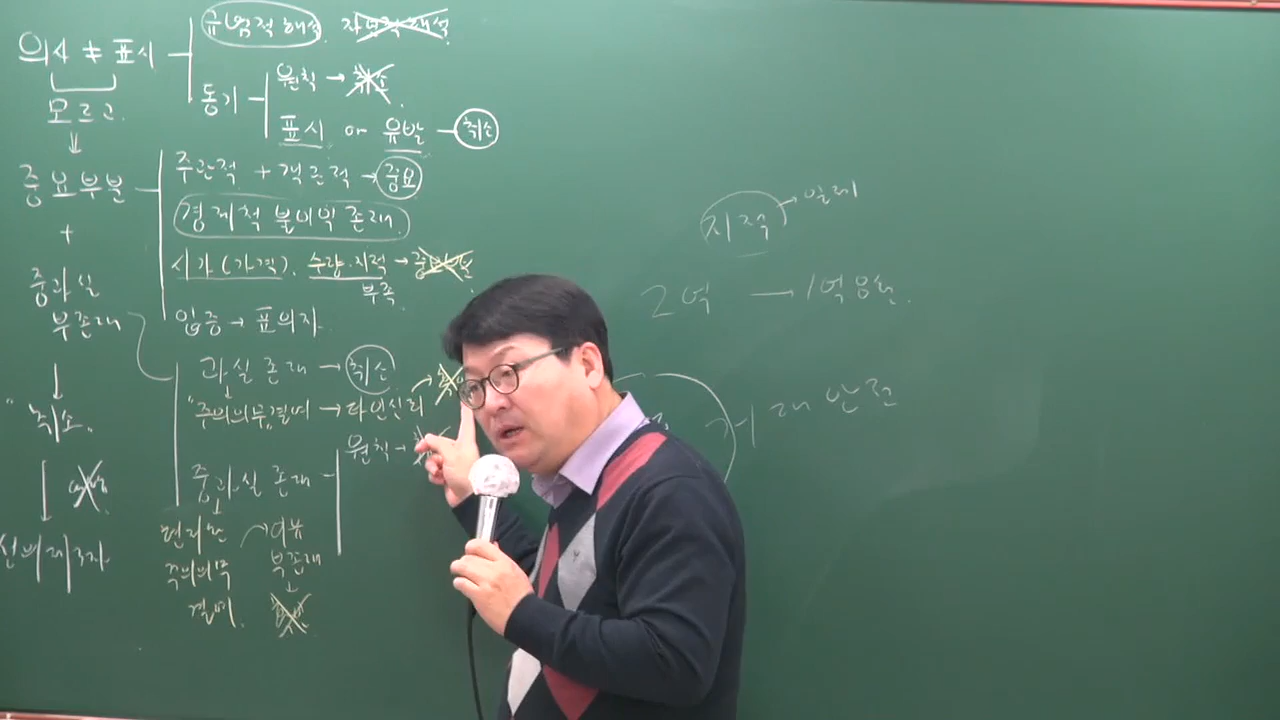 규범적 해석 자연적 해석
의사 ≠ 표시
동기
원칙 → 취소
표시 or 유발 취소
모르고
⇓
중요부분
주관적 + 객관적 → 중요
경제적 불이익 존재
+
시가(가격). 수량.지적 →
부족
중과실
부존재
입증 → 표의자
과실 존재 → 취소
"주의의무"결여 → 타인신뢰
원칙 →
↓
취소.
중과실 존재
현저한
주의의무
결여.
이유
부존재
↓
선의 제3자
지적 → 일례
2억 → 1억8천.
거래안전